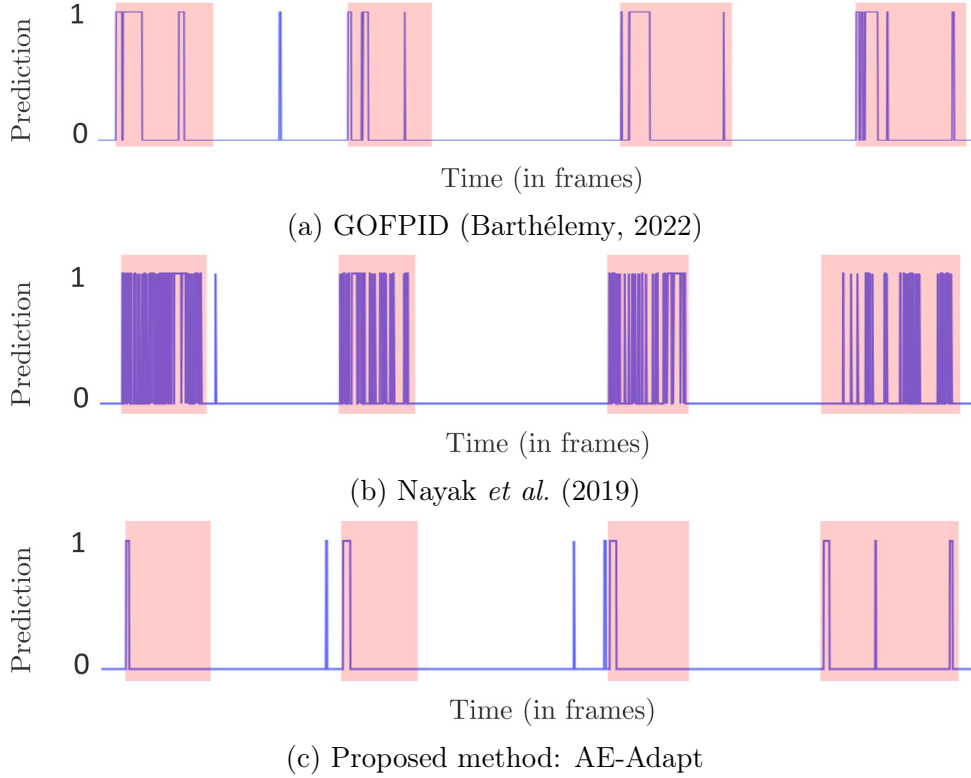 1
Prediction
0
Time (in frames)
(a) GOFPID (Barthélemy, 2022)
1
Prediction
0
Time (in frames)
(b) Nayak et al. (2019)
1
Prediction
0
Time (in frames)
(c) Proposed method: AE-Adapt